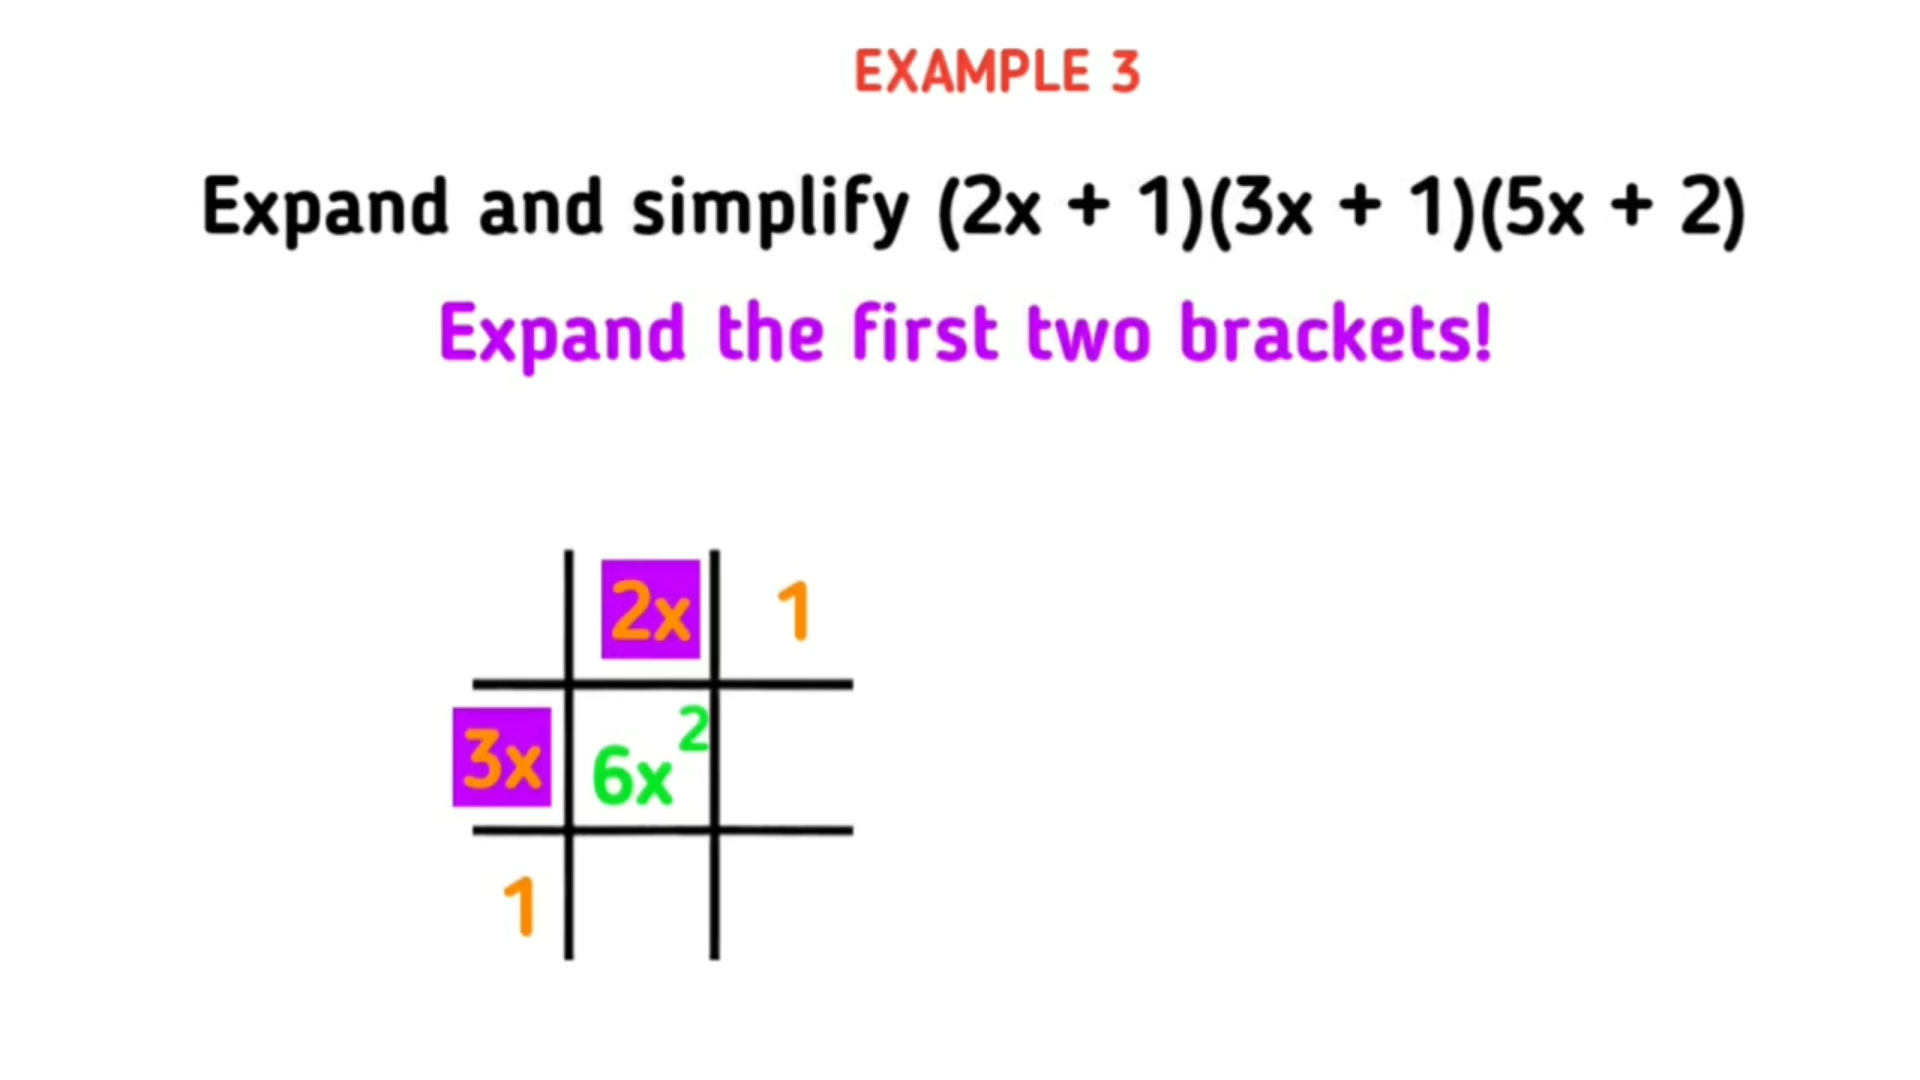 EXAMPLE 3
Expand and simplify (2x + 1)(3x + 1)(5x + 2)
Expand the first two brackets!
2x 1
3x 6x²
1